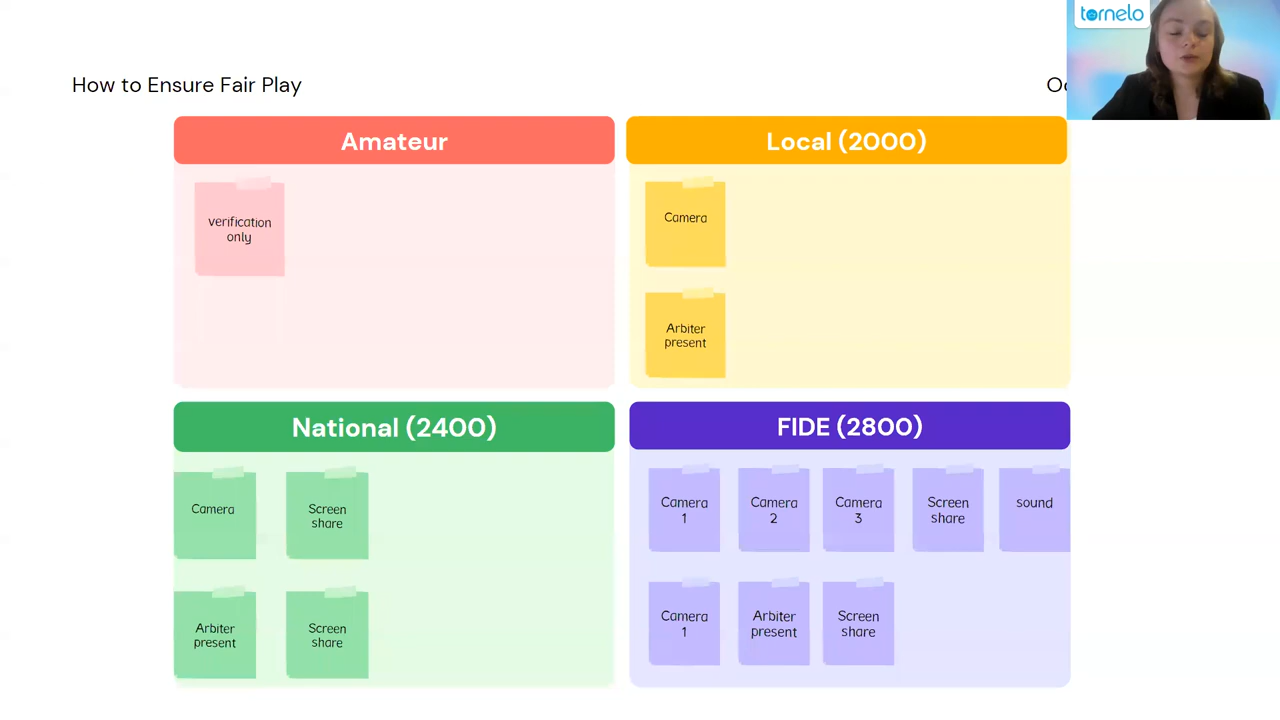 tornelo
How to Ensure Fair Play
Amateur
Local (2000)
verification
only
Camera
Arbiter
present
National (2400)
FIDE (2800)
Camera
Screen
share
Arbiter
present
Screen
share
Camera
1
Camera
2
Camera
3
Screen
share
sound
Camera
1
Arbiter
present
Screen
share